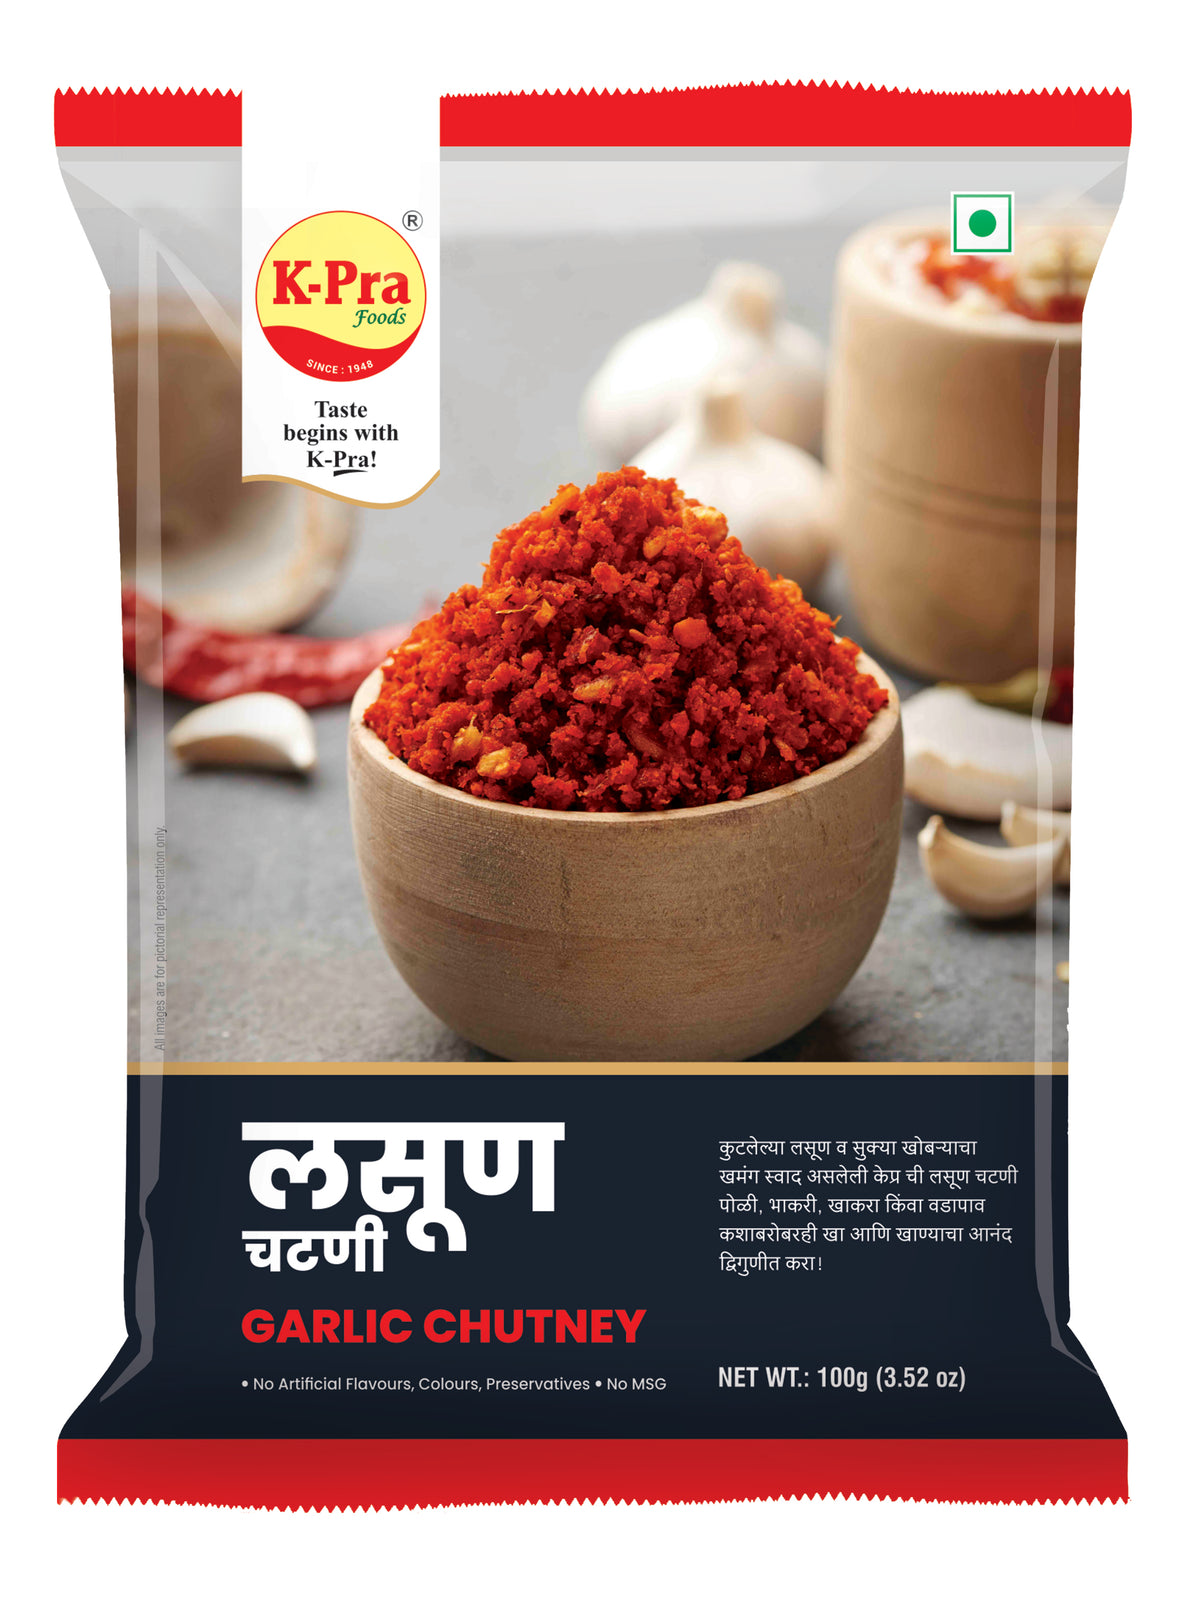 K-Pra
®
Foods
SINCE : 1948
Taste
begins with
K-Pra!
All images are for pictorial representation only.
लसूण
चटणी
GARLIC CHUTNEY
• No Artificial Flavours, Colours, Preservatives • No MSG
कुटलेल्या लसूण व सुक्या खोबऱ्याचा
खमंग स्वाद असलेली केप्र ची लसूण चटणी
पोळी, भाकरी, खाकरा किंवा वडापाव
कशाबरोबरही खा आणि खाण्याचा आनंद
द्विगुणीत करा!
NET WT.: 100g (3.52 oz)